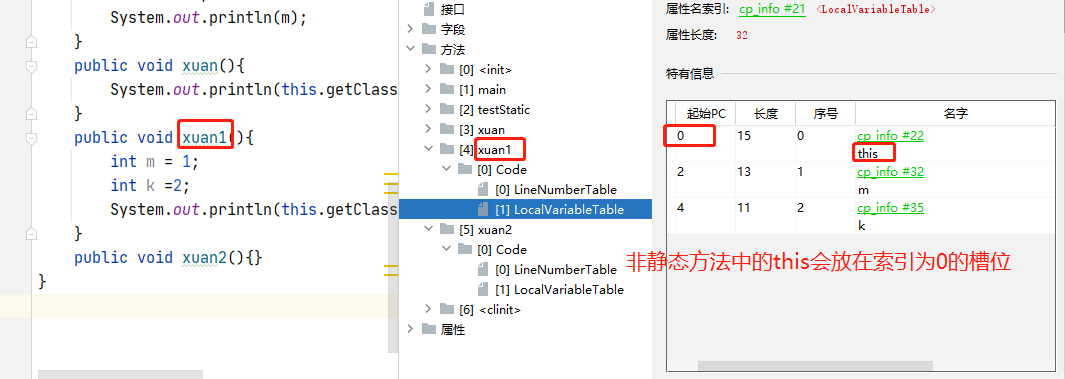 System.out.println(m);
}
public void xuan(){
System.out.println(this.getClass
}
public void xuan1(){
int m = 1;
int k =2;
System.out.println(this.getClass
}
public void xuan2(){}
}
接口
字段
方法
[0] <init>
[1] main
[2] testStatic
[3] xuan
[4] xuan1
[0] Code
[0] LineNumberTable
[1] LocalVariableTable
[5] xuan2
[0] Code
[0] LineNumberTable
[1] LocalVariableTable
[6] <clinit>
属性
属性名索引: cp_info #21 <LocalVariableTable>
属性长度: 32
特有信息
起始PC 长度 序号 名字
0 15 0 cp_info #22
this
2 13 1 cp_info #32
m
4 11 2 cp_info #35
k
非静态方法中的this会放在索引为0的槽位